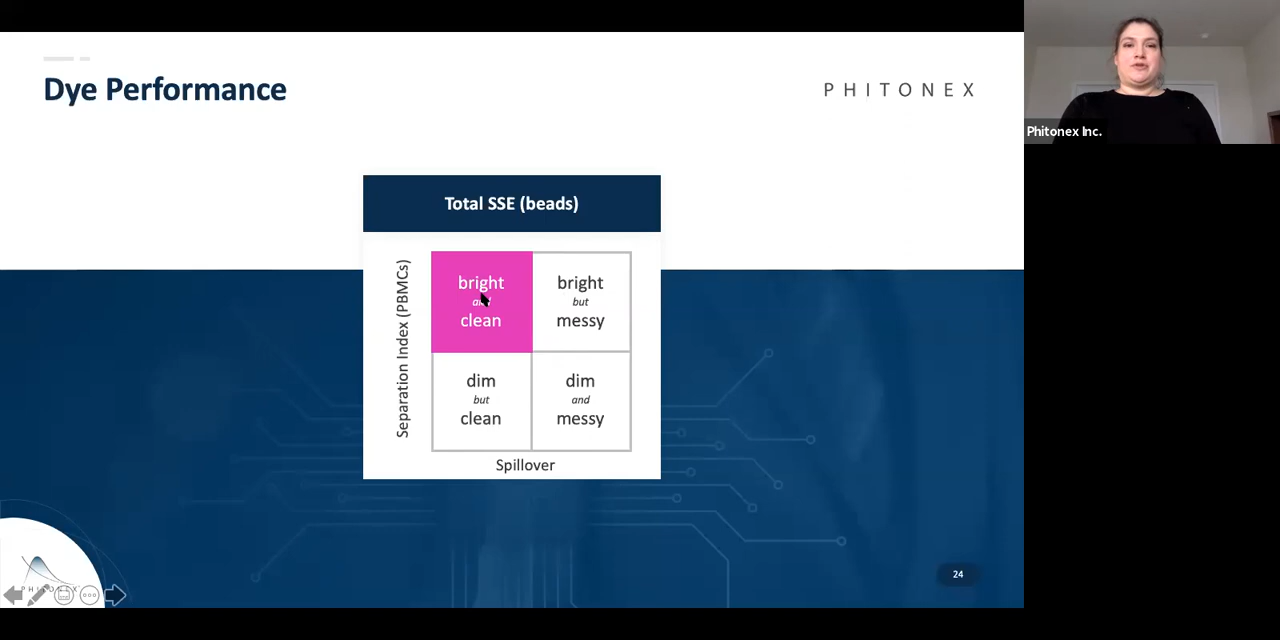 Dye Performance
PHITONEX
Phitonex Inc.
Total SSE (beads)
Separation Index (PBMCs)
bright
and
clean
bright
but
messy
dim
but
clean
dim
and
messy
Spillover
24